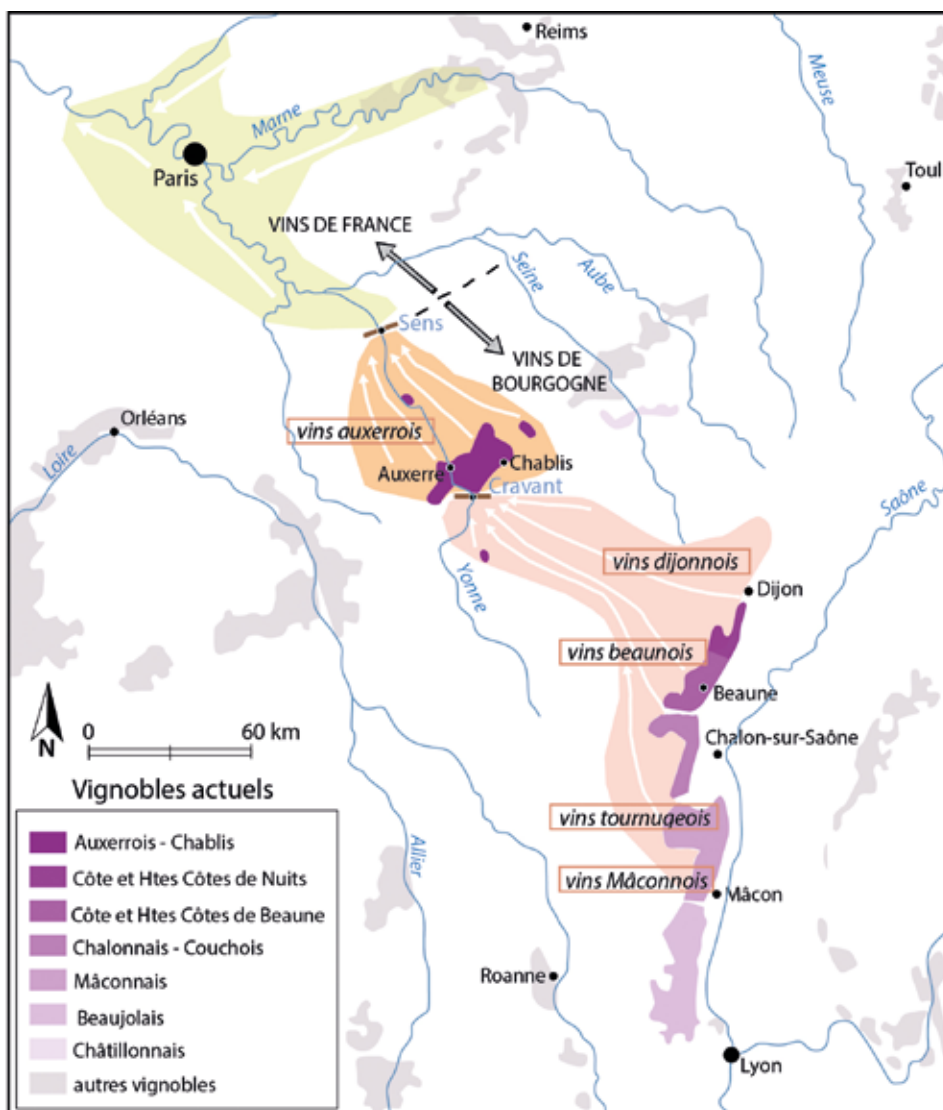 Reims
Meuse
Marne
Paris
Toul
VINS DE FRANCE
Seine
Aube
Sens
VINS DE
BOURGOGNE
Orléans
Loire
vins auxerrois
Auxerre
Chablis
Cravant
Saône
Yonne
vins dijonnois
Dijon
vins beaunois
Beaune
N
0 60 km
Chalon-sur-Saône
Vignobles actuels
vins tournugeois
Allier
vins Mâconnois
Mâcon
Auxerrois - Chablis
Côte et Htes Côtes de Nuits
Côte et Htes Côtes de Beaune
Chalonnais - Couchois
Mâconnais
Beaujolais
Châtillonnais
autres vignobles
Roanne
Lyon